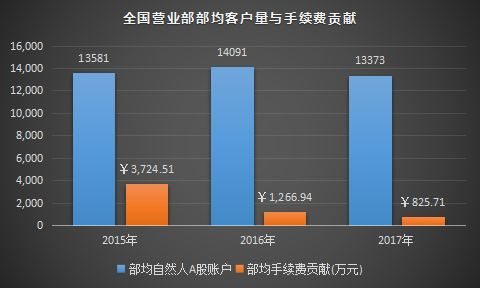 全国营业部部均客户量与手续费贡献
16,000
14,000
12,000
10,000
8,000
6,000
4,000
2,000
0
13581
14091
13373
￥3,724.51
￥1,266.94
￥825.71
2015年
2016年
2017年
部均自然人A股账户
部均手续费贡献(万元)